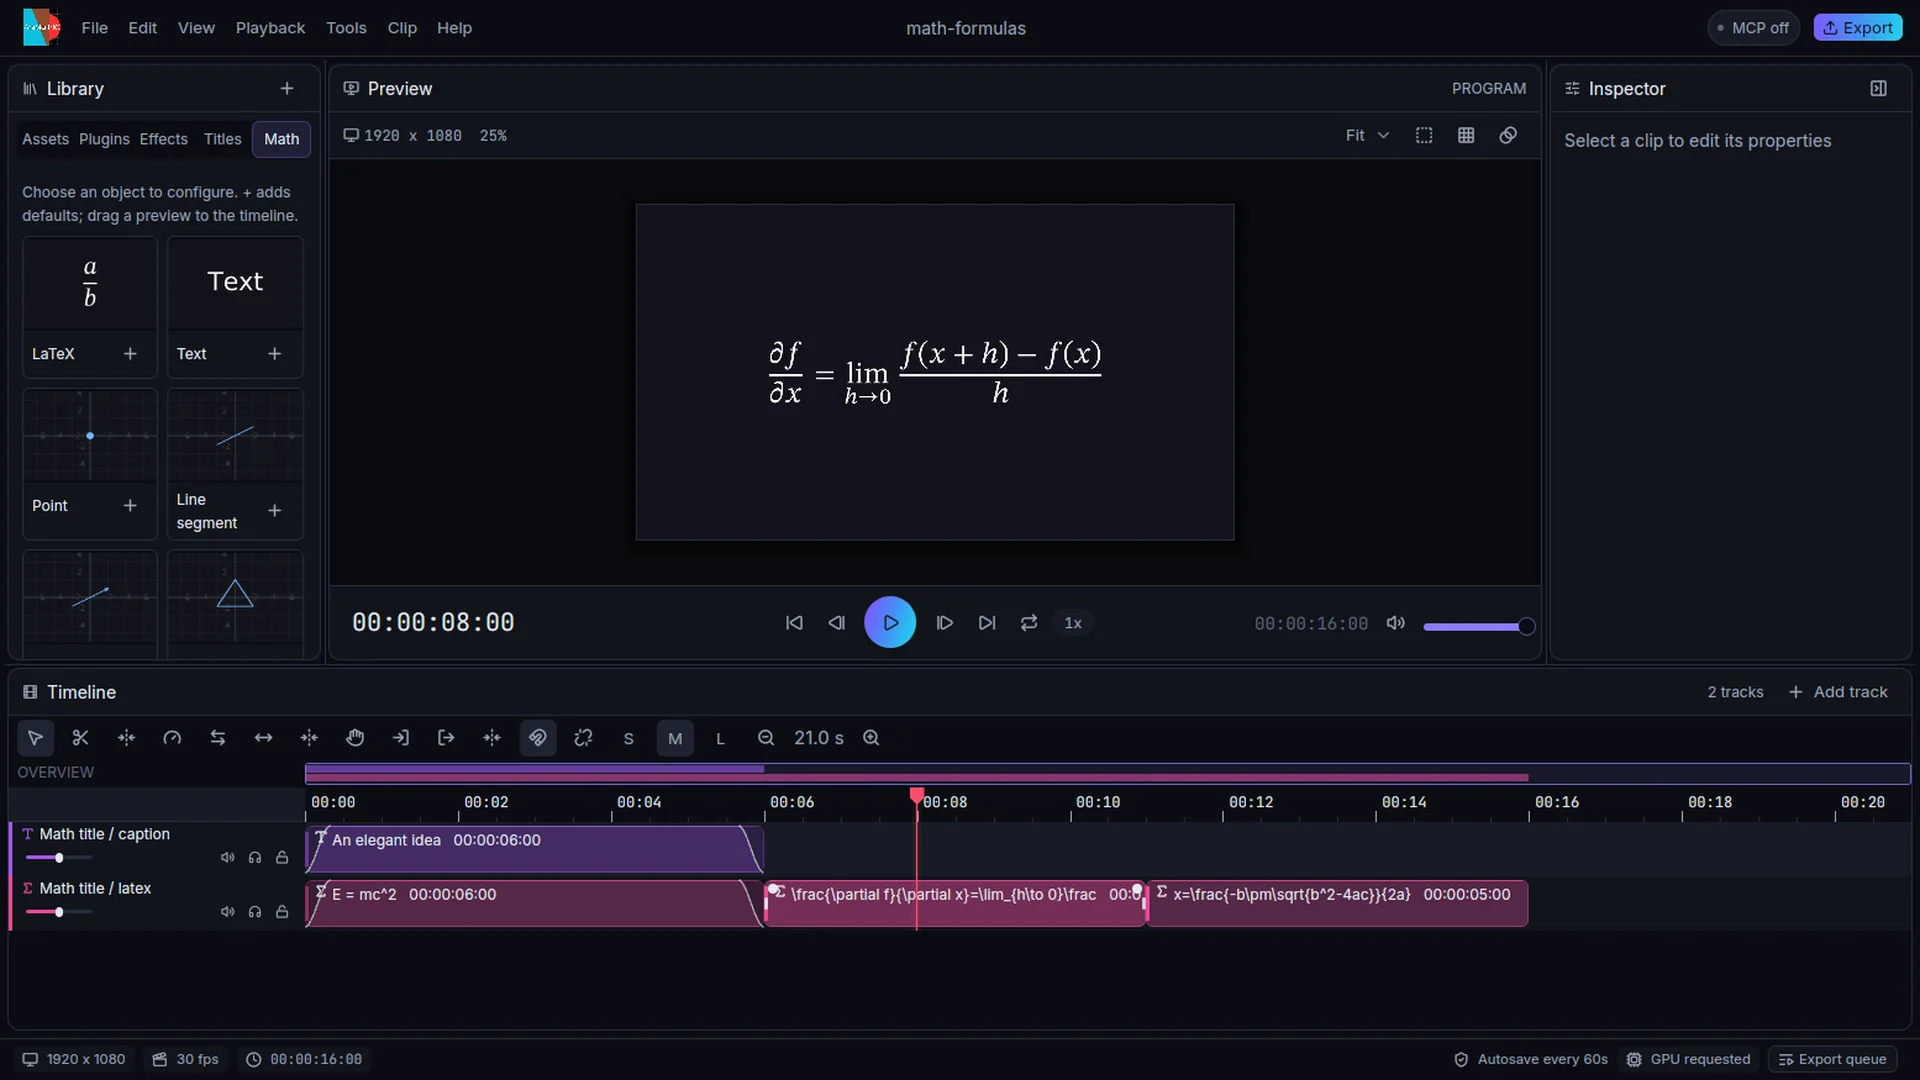 File Edit View Playback Tools Clip Help
math-formulas
MCP off
Export
Library
Assets Plugins Effects Titles Math
Choose an object to configure. + adds
defaults; drag a preview to the timeline.
a
b
Text
LaTeX
Text
Point
Line
segment
Preview
PROGRAM
1920 x 1080 25%
Fit
∂f/∂x = lim h→0 f(x + h) − f(x)/h
00:00:08:00
1x
00:00:16:00
Inspector
Select a clip to edit its properties
Timeline
2 tracks
+ Add track
S M L
21.0 s
OVERVIEW
00:00 00:02 00:04 00:06 00:08 00:10 00:12 00:14 00:16 00:18 00:20
Math title / caption
An elegant idea 00:00:06:00
Math title / latex
E = mc^2 00:00:06:00
\frac{\partial f}{\partial x}=\lim_{h\to 0}\frac 00:0
x=\frac{-b\pm\sqrt{b^2-4ac}}{2a} 00:00:05:00
1920 x 1080
30 fps
00:00:16:00
Autosave every 60s
GPU requested
Export queue